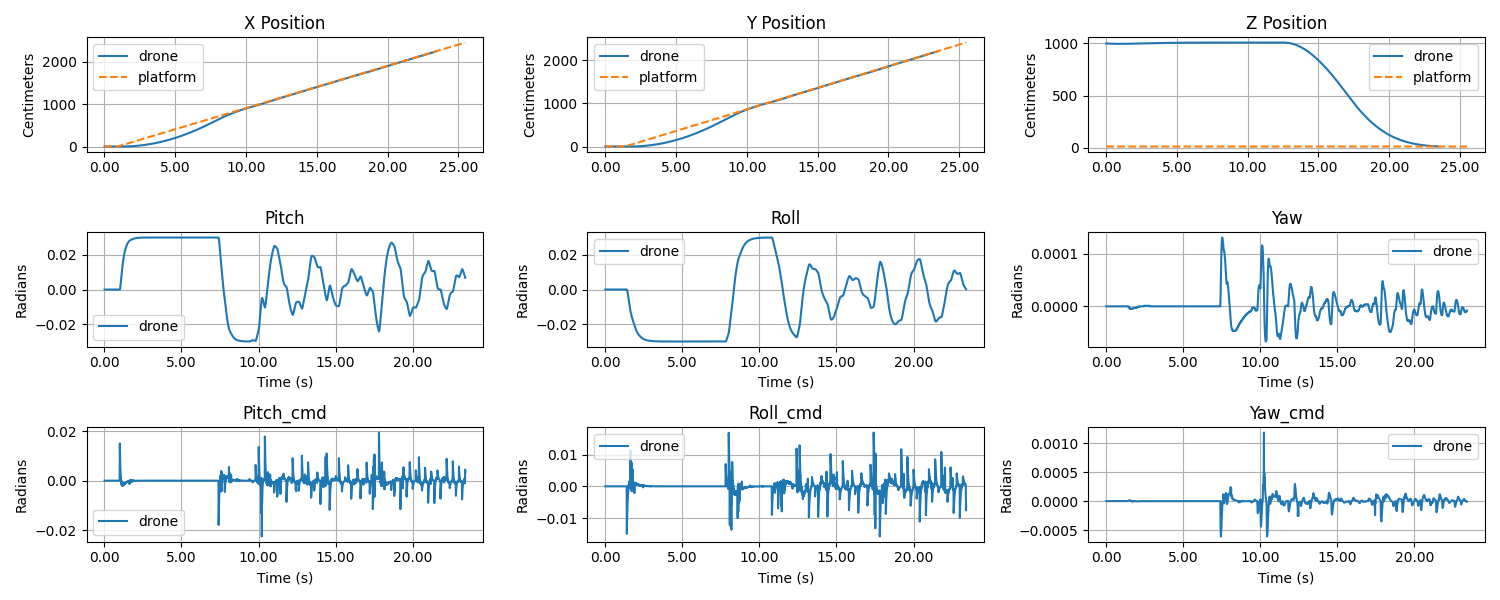 X Position
Y Position
Z Position
Centimeters
2000
1000
0
drone
platform
0.00 5.00 10.00 15.00 20.00 25.00
Centimeters
2000
1000
0
drone
platform
0.00 5.00 10.00 15.00 20.00 25.00
Centimeters
1000
500
0
drone
platform
0.00 5.00 10.00 15.00 20.00 25.00
Pitch
Radians
0.02
0.00
−0.02
drone
0.00 5.00 10.00 15.00 20.00
Time (s)
Roll
Radians
0.02
0.00
−0.02
drone
0.00 5.00 10.00 15.00 20.00
Time (s)
Yaw
Radians
0.0001
0.0000
drone
0.00 5.00 10.00 15.00 20.00
Time (s)
Pitch_cmd
Radians
0.02
0.00
−0.02
drone
0.00 5.00 10.00 15.00 20.00
Time (s)
Roll_cmd
Radians
0.01
0.00
−0.01
drone
0.00 5.00 10.00 15.00 20.00
Time (s)
Yaw_cmd
Radians
0.0010
0.0005
0.0000
−0.0005
drone
0.00 5.00 10.00 15.00 20.00
Time (s)